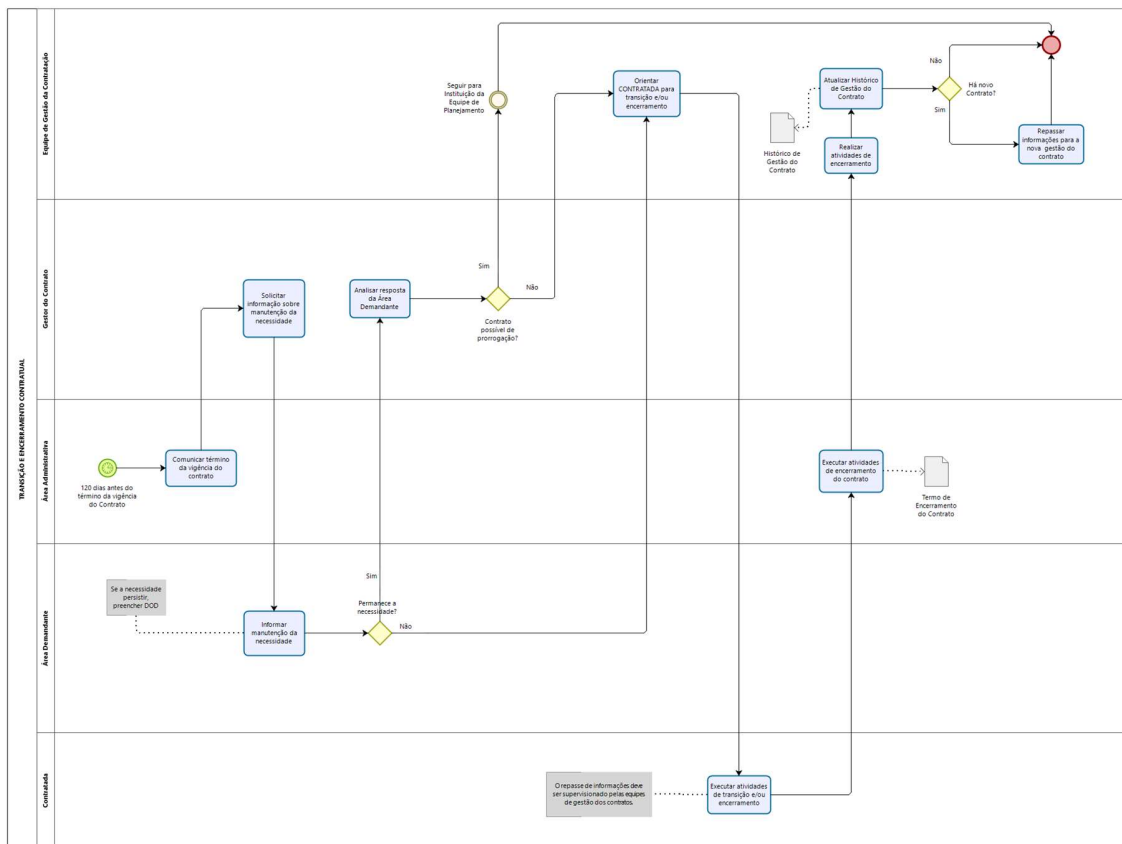 TRANSIÇÃO E ENCERRAMENTO CONTRATUAL
Equipe de Gestão da Contratação
Seguir para
Instituição da
Equipe de
Planejamento
Orientar
CONTRATADA para
transição e/ou
encerramento
Histórico de
Gestão do
Contrato
Atualizar Histórico
de Gestão do
Contrato
Realizar
atividades de
encerramento
Não
Há novo
Contrato?
Sim
Repassar
informações para a
nova gestão do
contrato
Gestor do Contrato
Solicitar
informação sobre
manutenção da
necessidade
Analisar resposta
da Área
Demandante
Sim
Não
Contrato
possível de
prorrogação?
Área Administrativa
120 dias antes do
término da vigência
do Contrato
Comunicar término
da vigência do
contrato
Executar atividades
de encerramento
do contrato
Termo de
Encerramento
do Contrato
Área Demandante
Se a necessidade
persistir,
preencher DOD
Informar
manutenção da
necessidade
Sim
Permanece a
necessidade?
Não
Contratada
O repasse de informações deve
ser supervisionado pelas equipes
de gestão dos contratos.
Executar atividades
de transição e/ou
encerramento